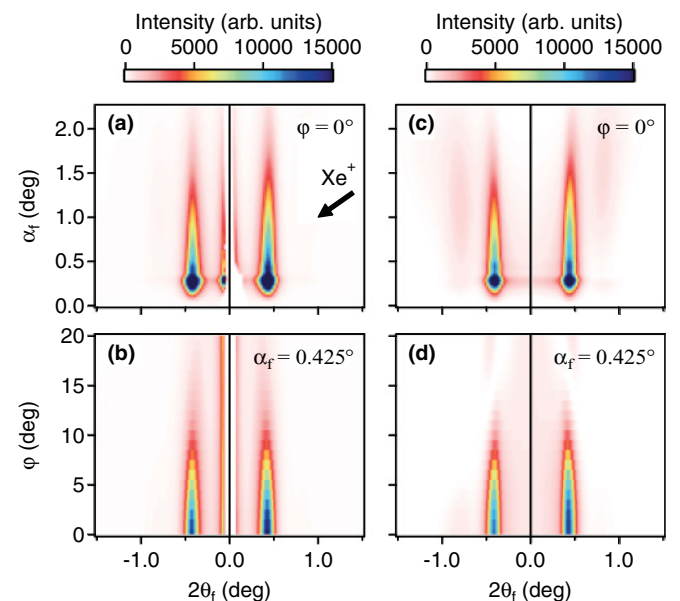 Intensity (arb. units)
0 5000 10000 15000
Intensity (arb. units)
0 5000 10000 15000
(a) φ = 0°
Xe⁺
2.0
1.5
1.0
0.5
0.0
αf (deg)
(c) φ = 0°
(b) αf = 0.425°
20
15
10
5
0
φ (deg)
-1.0 0.0 1.0
2θf (deg)
(d) αf = 0.425°
-1.0 0.0 1.0
2θf (deg)